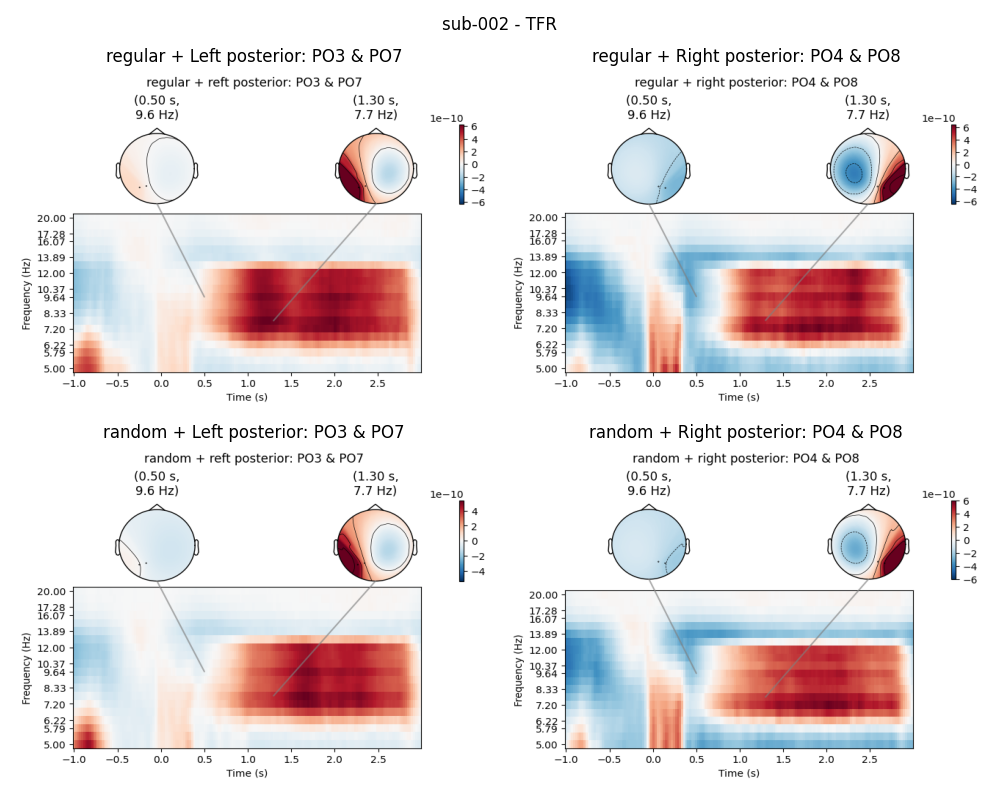 sub-002 - TFR
regular + Left posterior: PO3 & PO7
regular + reft posterior: PO3 & PO7
(0.50 s,
9.6 Hz)
(1.30 s,
7.7 Hz)
1e−10
6
4
2
0
−2
−4
−6
Frequency (Hz)
20.00
17.28
16.07
13.89
12.00
10.37
9.64
8.33
7.20
6.22
5.79
5.00
−1.0 −0.5 0.0 0.5 1.0 1.5 2.0 2.5
Time (s)
regular + Right posterior: PO4 & PO8
regular + right posterior: PO4 & PO8
(0.50 s,
9.6 Hz)
(1.30 s,
7.7 Hz)
1e−10
6
4
2
0
−2
−4
−6
Frequency (Hz)
20.00
17.28
16.07
13.89
12.00
10.37
9.64
8.33
7.20
6.22
5.79
5.00
−1.0 −0.5 0.0 0.5 1.0 1.5 2.0 2.5
Time (s)
random + Left posterior: PO3 & PO7
random + reft posterior: PO3 & PO7
(0.50 s,
9.6 Hz)
(1.30 s,
7.7 Hz)
1e−10
4
2
0
−2
−4
Frequency (Hz)
20.00
17.28
16.07
13.89
12.00
10.37
9.64
8.33
7.20
6.22
5.79
5.00
−1.0 −0.5 0.0 0.5 1.0 1.5 2.0 2.5
Time (s)
random + Right posterior: PO4 & PO8
random + right posterior: PO4 & PO8
(0.50 s,
9.6 Hz)
(1.30 s,
7.7 Hz)
1e−10
6
4
2
0
−2
−4
−6
Frequency (Hz)
20.00
17.28
16.07
13.89
12.00
10.37
9.64
8.33
7.20
6.22
5.79
5.00
−1.0 −0.5 0.0 0.5 1.0 1.5 2.0 2.5
Time (s)